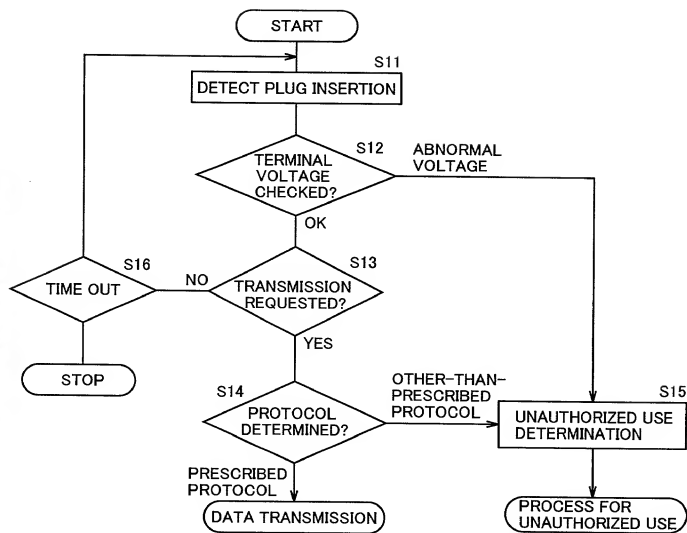 START
S11
DETECT PLUG INSERTION
S12
TERMINAL
VOLTAGE
CHECKED?
ABNORMAL
VOLTAGE
OK
S16
TIME OUT
NO
S13
TRANSMISSION
REQUESTED?
YES
STOP
S14
PROTOCOL
DETERMINED?
OTHER-THAN-
PRESCRIBED
PROTOCOL
S15
UNAUTHORIZED USE
DETERMINATION
PRESCRIBED
PROTOCOL
DATA TRANSMISSION
PROCESS FOR
UNAUTHORIZED USE